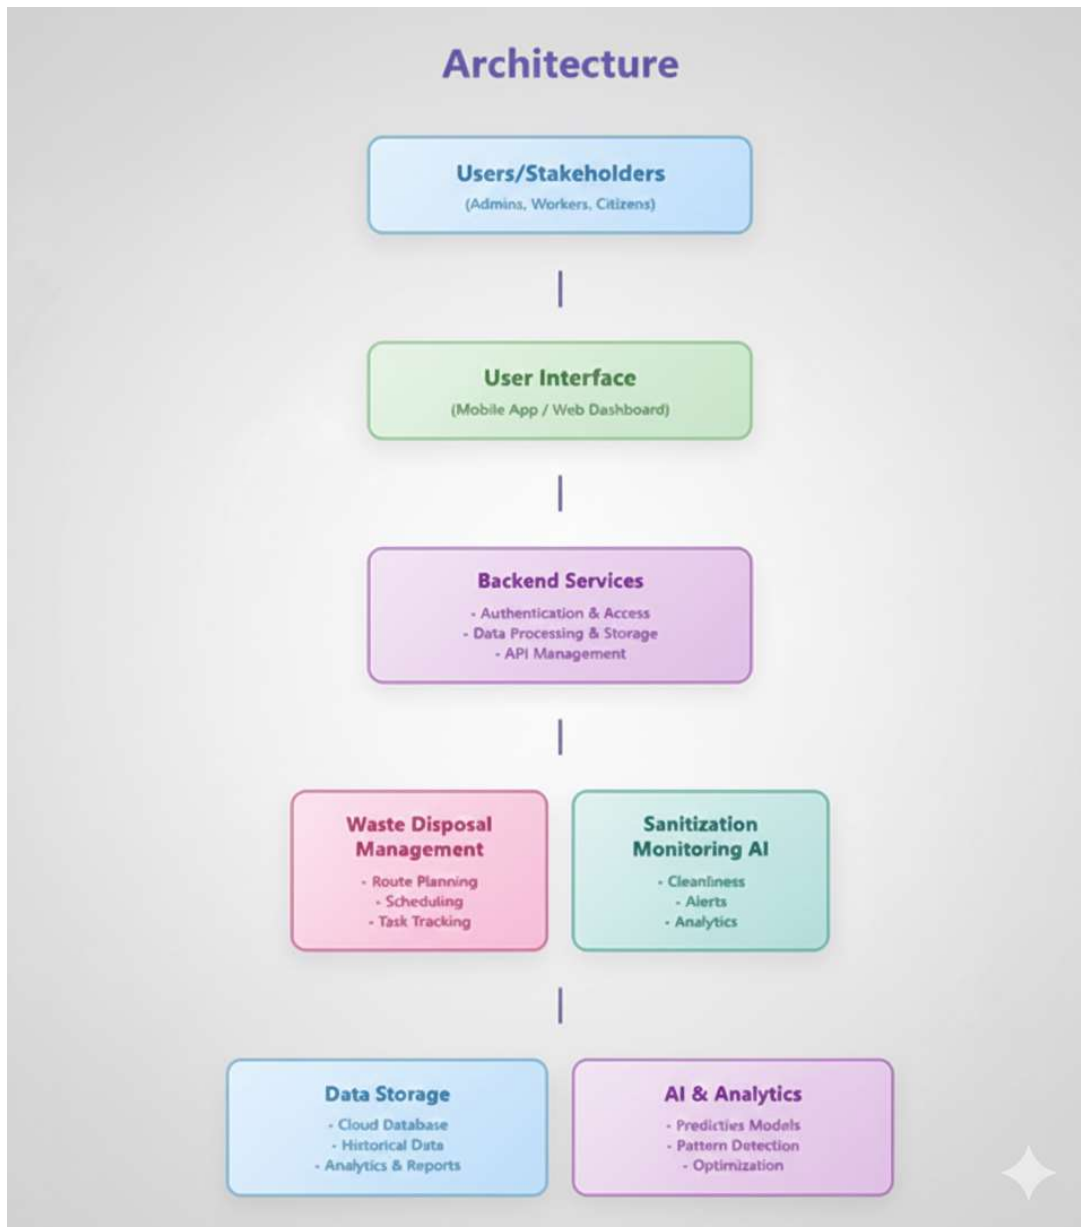 Architecture
Users/Stakeholders
(Admins, Workers, Citizens)
User Interface
(Mobile App / Web Dashboard)
Backend Services
- Authentication & Access
- Data Processing & Storage
- API Management
Waste Disposal
Management
- Route Planning
- Scheduling
- Task Tracking
Sanitization
Monitoring AI
- Cleanliness
- Alerts
- Analytics
Data Storage
- Cloud Database
- Hirtorical Data
- Analytics & Reports
AI & Analytics
- Predicties Models
- Pattern Detection
- Optimization